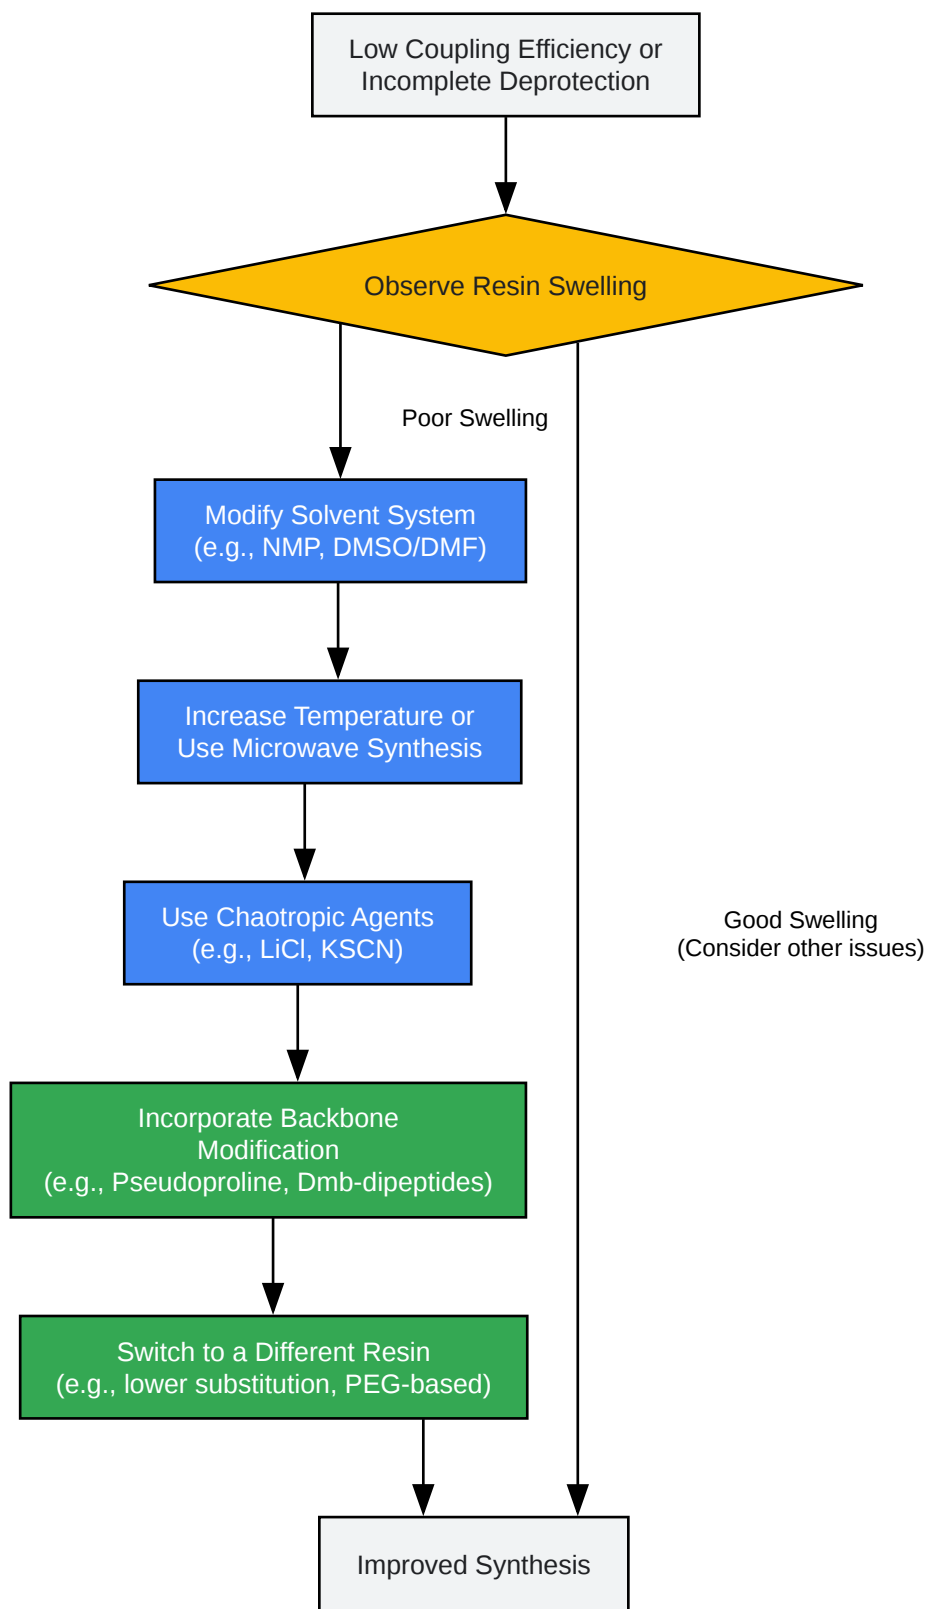 Low Coupling Efficiency or
Incomplete Deprotection
Observe Resin Swelling
Poor Swelling
Modify Solvent System
(e.g., NMP, DMSO/DMF)
Increase Temperature or
Use Microwave Synthesis
Use Chaotropic Agents
(e.g., LiCl, KSCN)
Good Swelling
(Consider other issues)
Incorporate Backbone
Modification
(e.g., Pseudoproline, Dmb-dipeptides)
Switch to a Different Resin
(e.g., lower substitution, PEG-based)
Improved Synthesis